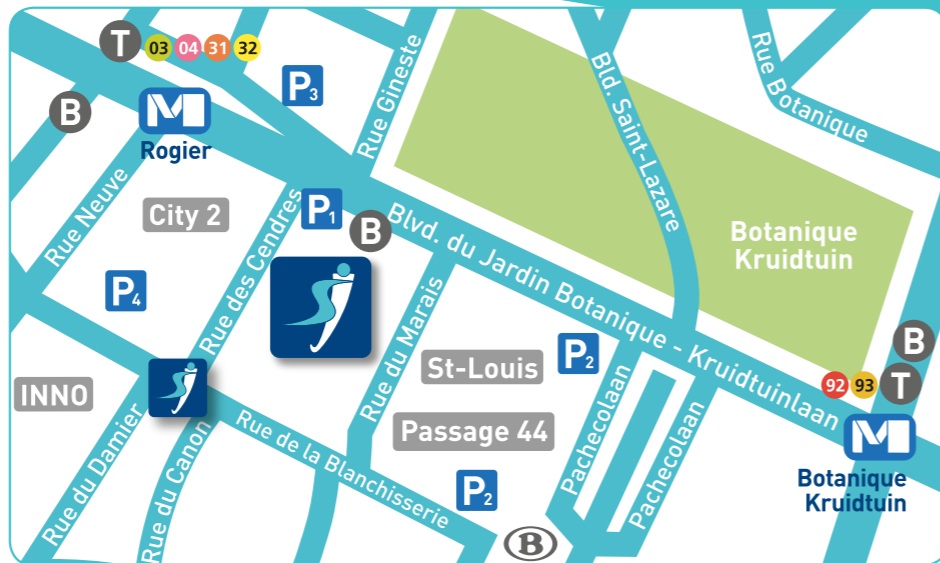 T 03 04 31 32
B
M
Rogier
P3
Rue Gineste
Bld. Saint-Lazare
Rue Botanique
Rue Neuve
City 2
Rue des Cendres
P1
B
Blvd. du Jardin Botanique - Kruidtuinlaan
Botanique
Kruidtuin
P4
Rue du Marais
St-Louis
P2
B
92 93 T
INNO
Passage 44
Pachecolaan
Pachecolaan
M
Botanique
Kruidtuin
Rue du Damier
Rue du Canon
Rue de la Blanchisserie
P2
B